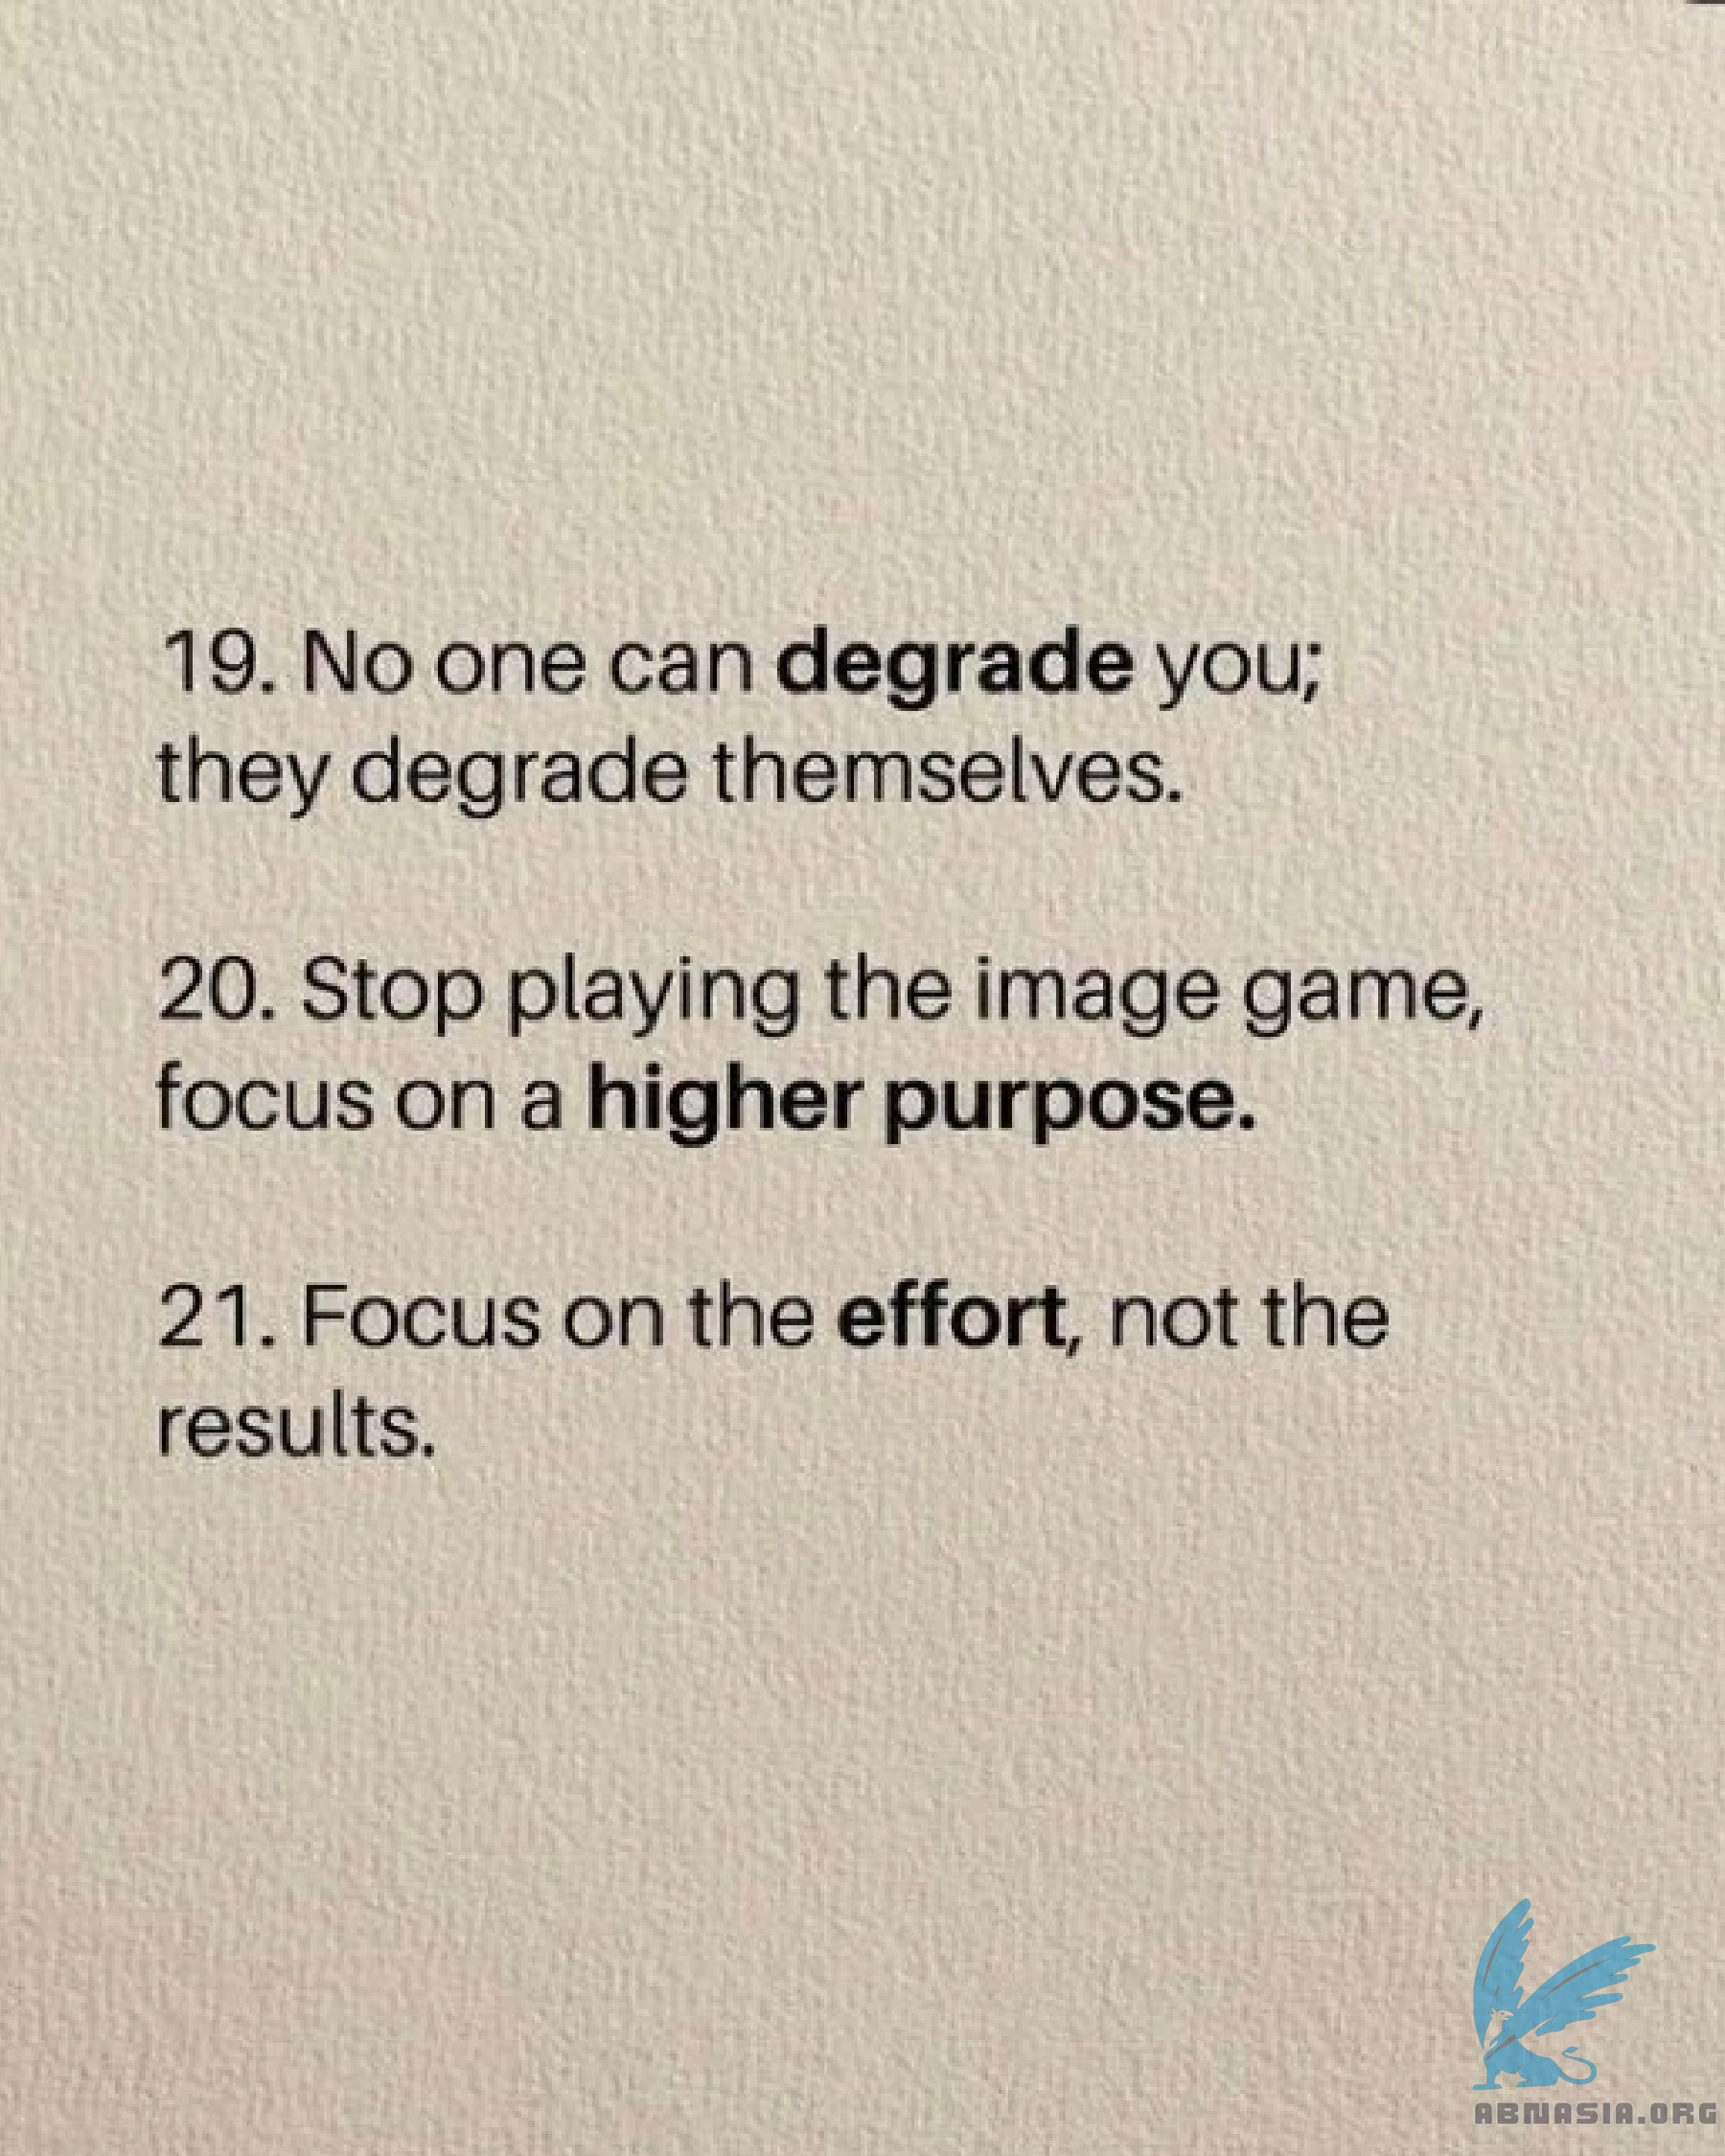 19. No one can degrade you;
they degrade themselves.
20. Stop playing the image game,
focus on a higher purpose.
21. Focus on the effort, not the
results.
ABNASIA.ORG